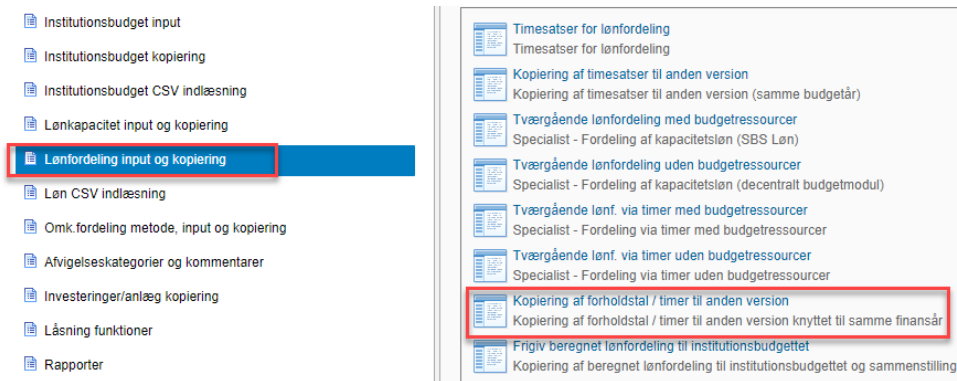 Institutionsbudget input
Institutionsbudget kopiering
Institutionsbudget CSV indlæsning
Lønkapacitet input og kopiering
Lønfordeling input og kopiering
Løn CSV indlæsning
Omk.fordeling metode, input og kopiering
Afvigelseskategorier og kommentarer
Investeringer/anlæg kopiering
Låsning funktioner
Rapporter
Timesatser for lønfordeling
Timesatser for lønfordeling
Kopiering af timesatser til anden version
Kopiering af timesatser til anden version (samme budgetår)
Tværgående lønfordeling med budgetressourcer
Specialist - Fordeling af kapacitetsløn (SBS Løn)
Tværgående lønfordeling uden budgetressourcer
Specialist - Fordeling af kapacitetsløn (decentralt budgetmodul)
Tværgående lønf. via timer med budgetressourcer
Specialist - Fordeling via timer med budgetressourcer
Tværgående lønf. via timer uden budgetressourcer
Specialist - Fordeling via timer uden budgetressourcer
Kopiering af forholdstal / timer til anden version
Kopiering af forholdstal / timer til anden version knyttet til samme finansår
Frigiv beregnet lønfordeling til institutionsbudgettet
Kopiering af beregnet lønfordeling til institutionsbudgettet og sammenstilling